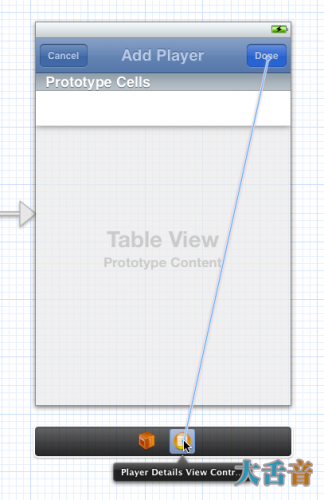 Cancel
Add Player
Done
Prototype Cells
Table View
Prototype Content
Player Details View Contr...
大舌音